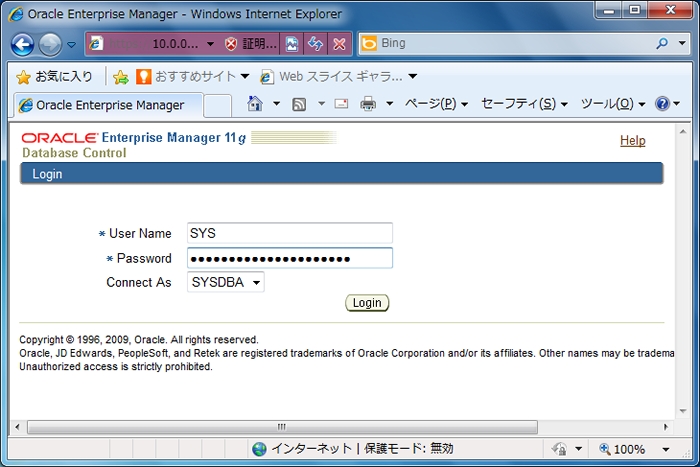 Oracle Enterprise Manager - Windows Internet Explorer
10.0.0... 証明...
Bing
お気に入り おすすめサイト Web スライス ギャラ...
Oracle Enterprise Manager ページ(P) セーフティ(S) ツール(O)
ORACLE Enterprise Manager 11g
Help
Database Control
Login
* User Name SYS
* Password ●●●●●●●●●●●●●●●●●●●●●
Connect As SYSDBA
Login
Copyright © 1996, 2009, Oracle. All rights reserved.
Oracle, JD Edwards, PeopleSoft, and Retek are registered trademarks of Oracle Corporation and/or its affiliates. Other names may be tradema
Unauthorized access is strictly prohibited.
インターネット | 保護モード: 無効 100%